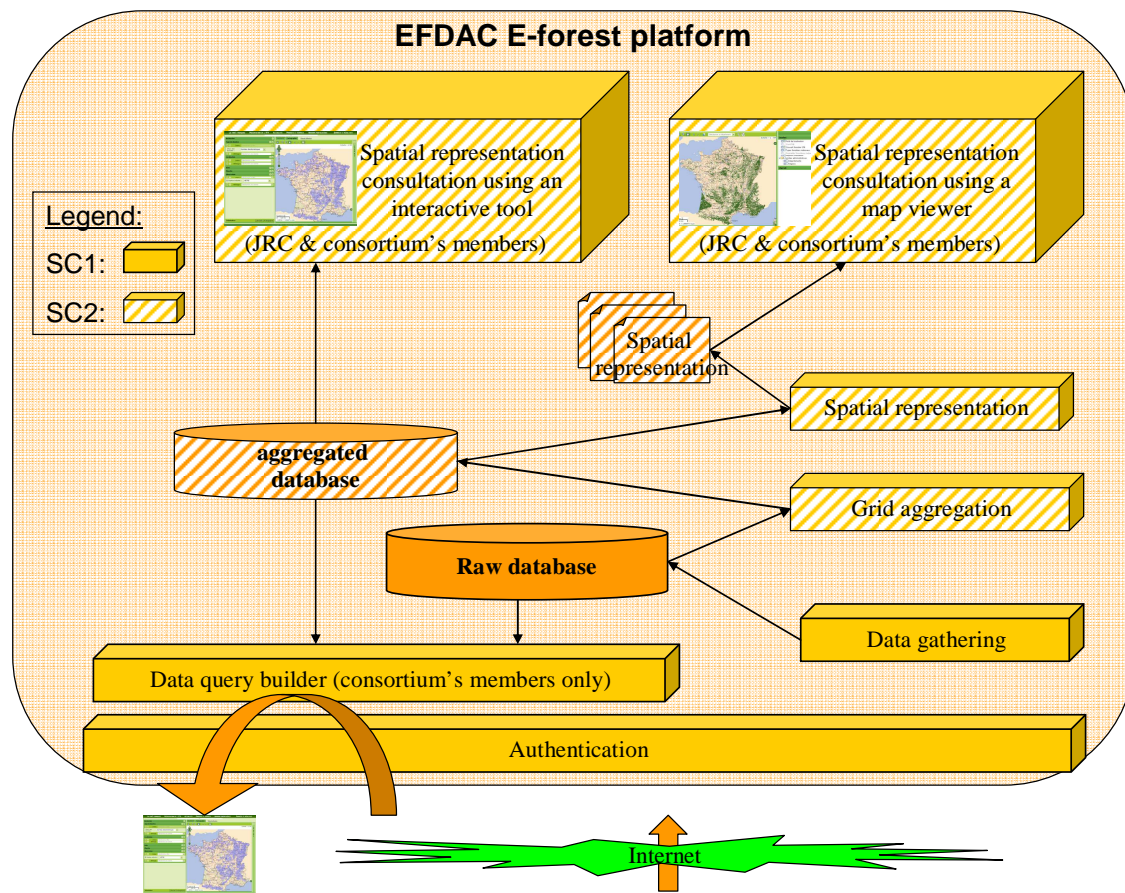 EFDAC E-forest platform
Spatial representation
consultation using an
interactive tool
(JRC & consortium's members)
Spatial representation
consultation using a
map viewer
(JRC & consortium's members)
Legend:
SC1:
SC2:
Spatial
representation
Spatial representation
aggregated
database
Grid aggregation
Raw database
Data gathering
Data query builder (consortium's members only)
Authentication
Internet